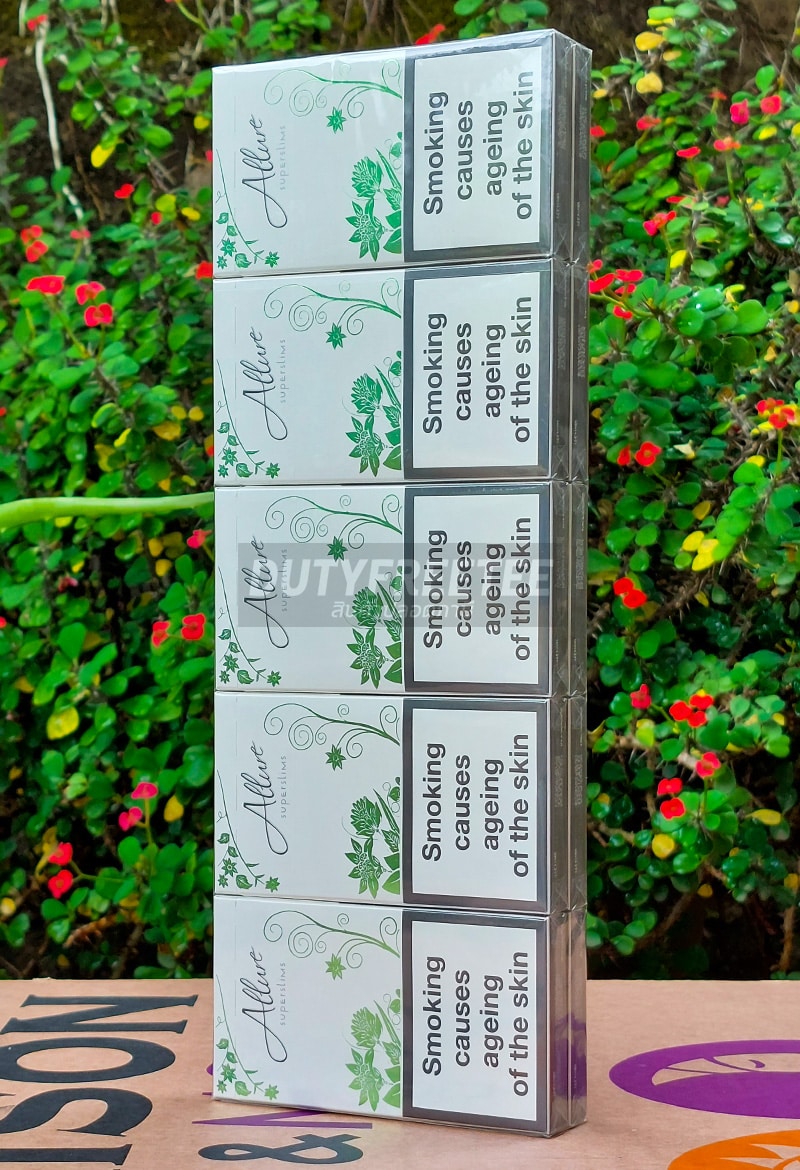 Allure
superslims
Smoking
causes
ageing
of the skin
Allure
superslims
Smoking
causes
ageing
of the skin
Allure
superslims
Smoking
causes
ageing
of the skin
DUTYFREETEE
Allure
superslims
Smoking
causes
ageing
of the skin
Allure
superslims
Smoking
causes
ageing
of the skin
NOS
&